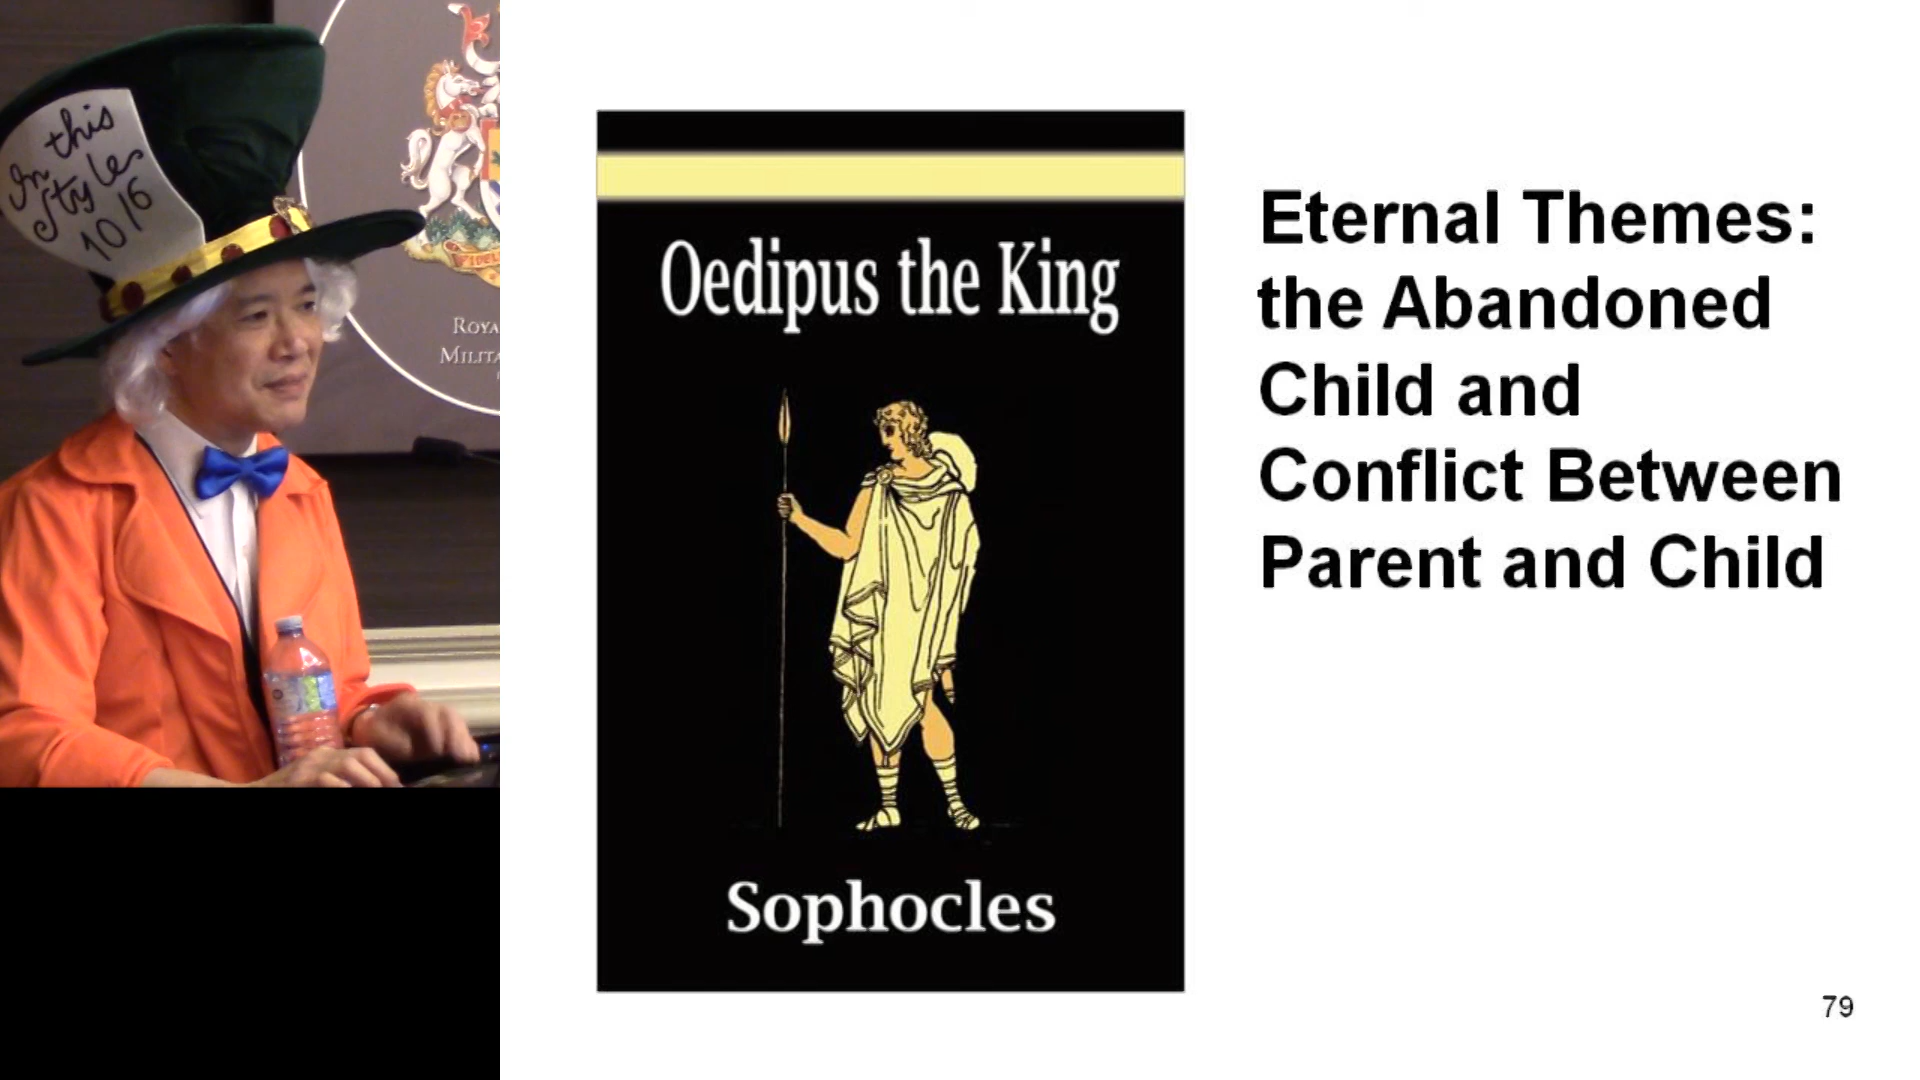 In this
Style
10/6
Oedipus the King
Sophocles
Eternal Themes:
the Abandoned
Child and
Conflict Between
Parent and Child
79